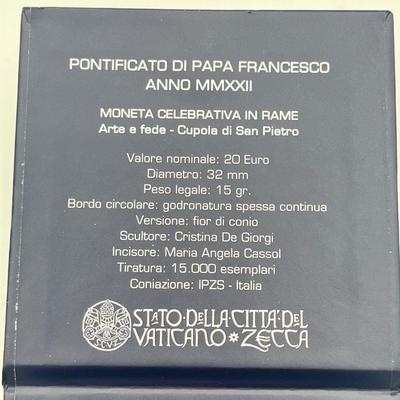 PONTIFICATO DI PAPA FRANCESCO
ANNO MMXXII
MONETA CELEBRATIVA IN RAME
Arte e fede - Cupola di San Pietro
Valore nominale: 20 Euro
Diametro: 32 mm
Peso legale: 15 gr.
Bordo circolare: godronatura spessa continua
Versione: fior di conio
Scultore: Cristina De Giorgi
Incisore: Maria Angela Cassol
Tiratura: 15.000 esemplari
Coniazione: IPZS - Italia
STATO·DELLA·CITTÀ·DEL
VATICANO*ZECCA
SCVZ